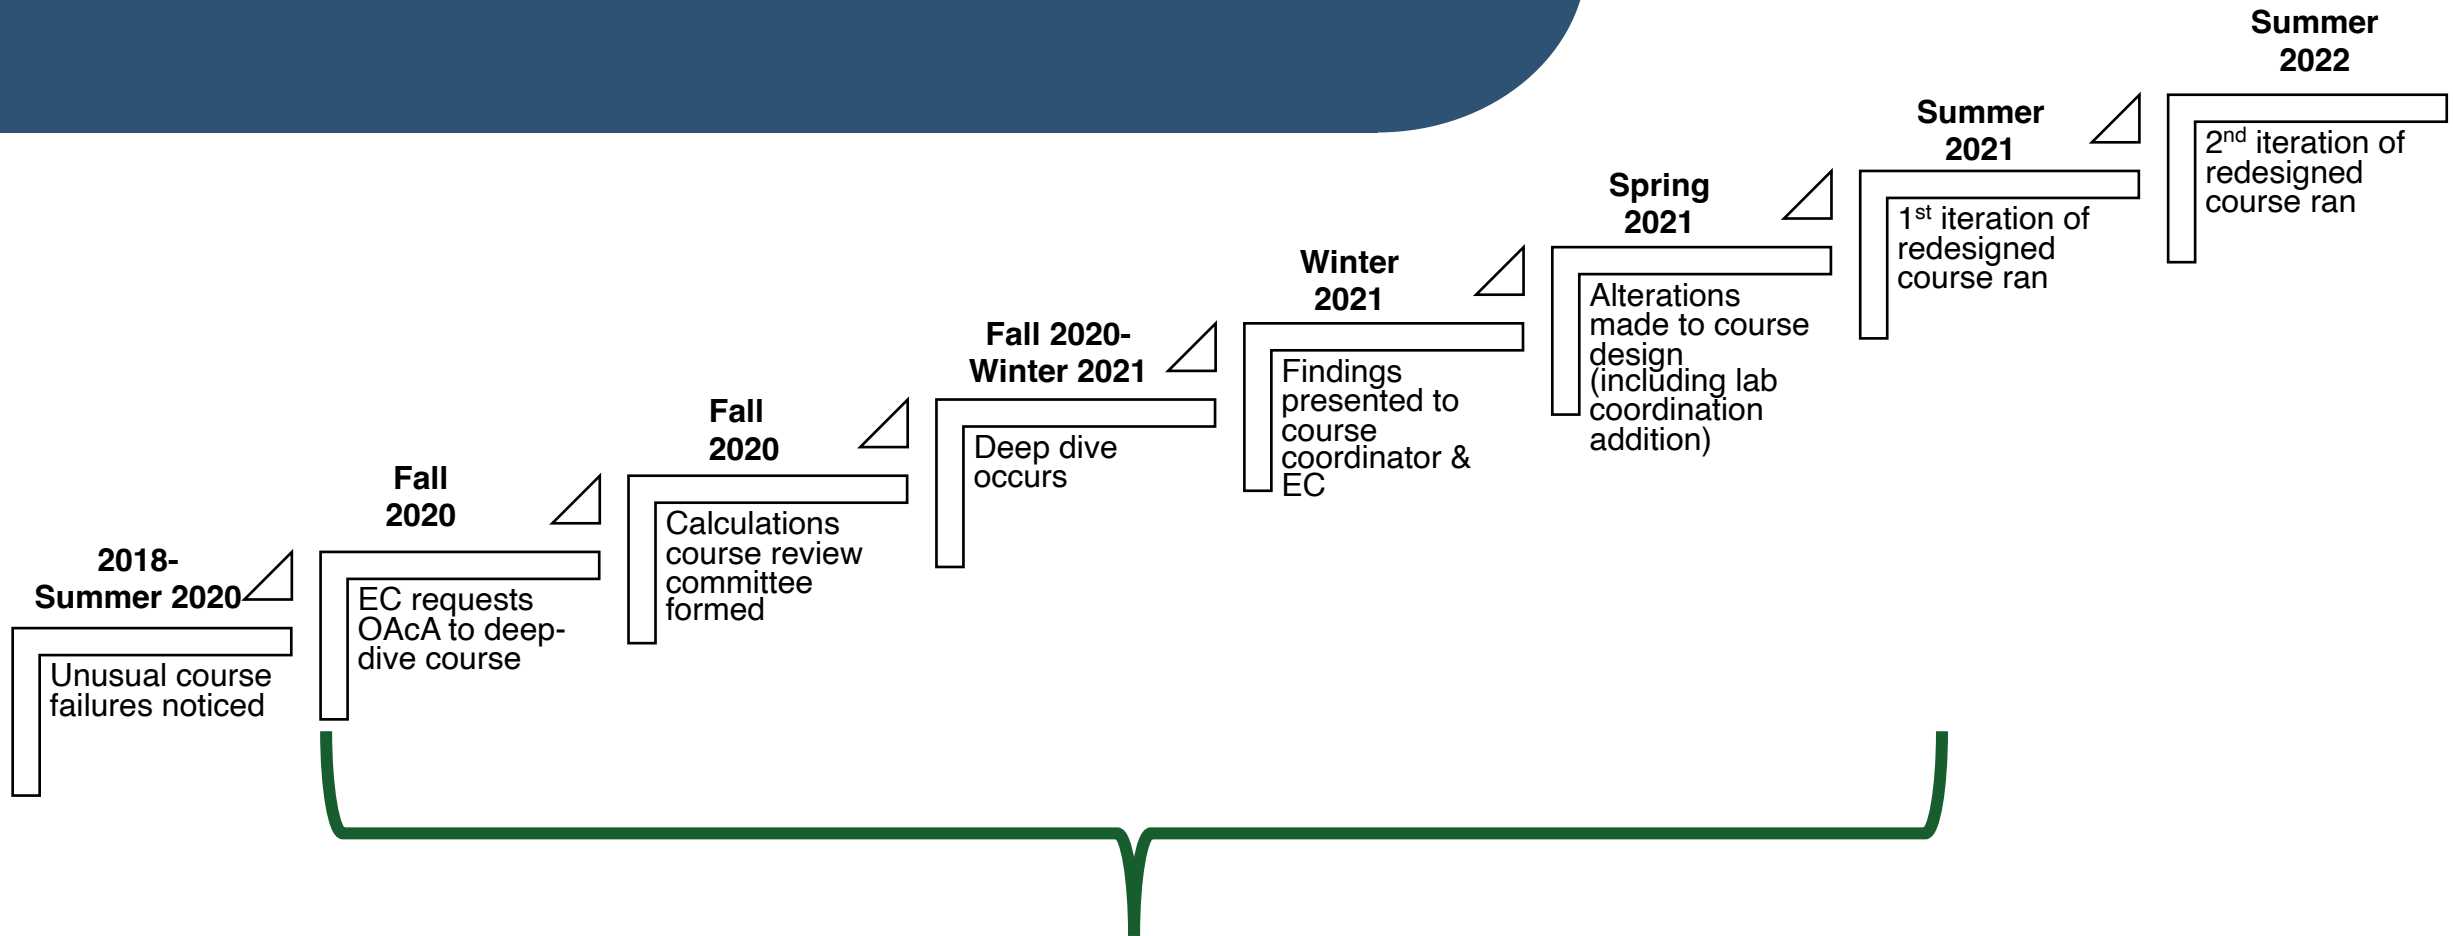 2018-
Summer 2020
Unusual course
failures noticed
Fall
2020
EC requests
OAcA to deep-
dive course
Fall
2020
Calculations
course review
committee
formed
Fall 2020-
Winter 2021
Deep dive
occurs
Winter
2021
Findings
presented to
course
coordinator &
EC
Spring
2021
Alterations
made to course
design
(including lab
coordination
addition)
Summer
2021
1st iteration of
redesigned
course ran
Summer
2022
2nd iteration of
redesigned
course ran